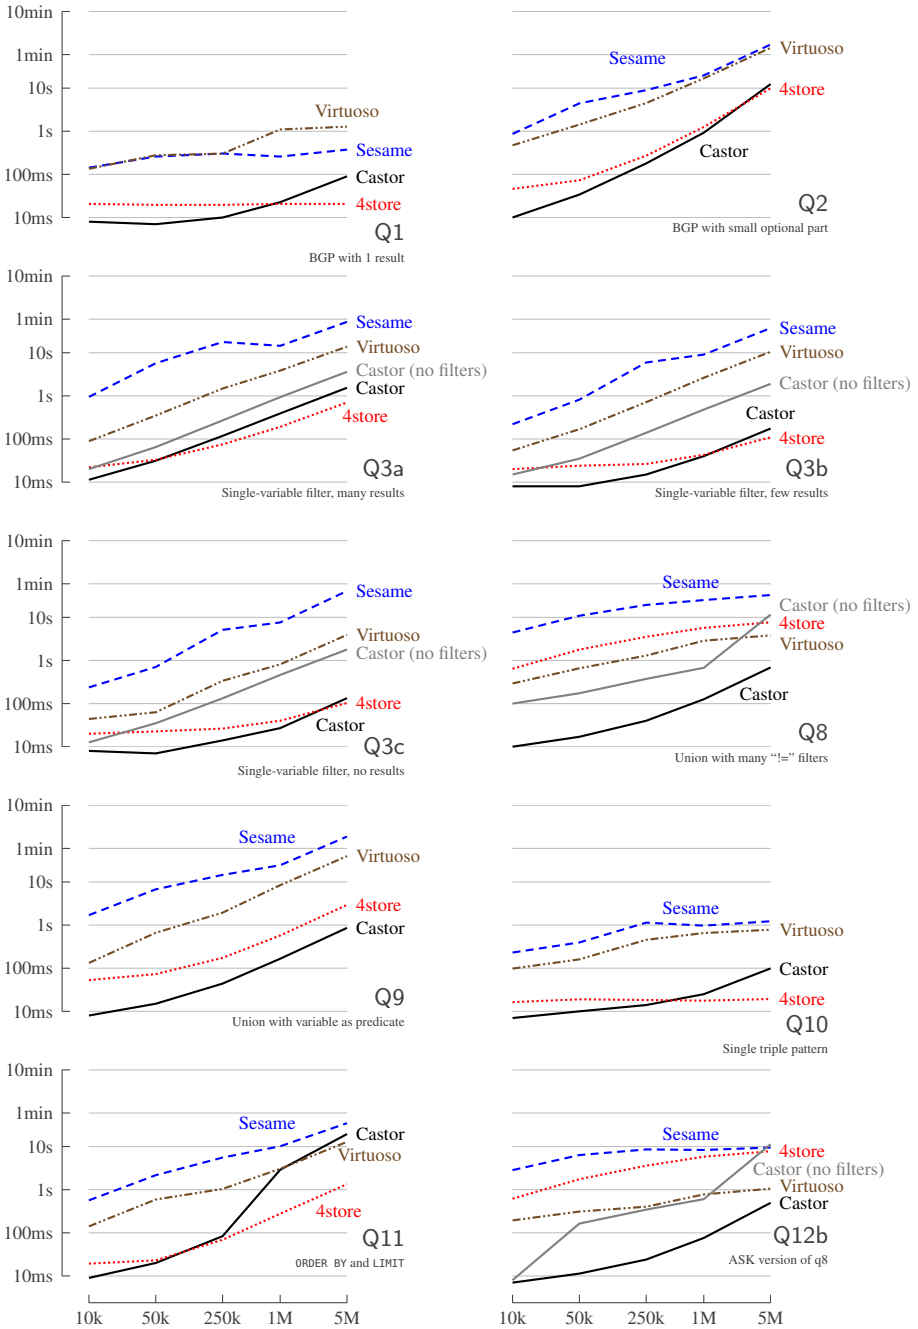 10min
1min
10s
1s
100ms
10ms
Virtuoso
Sesame
Castor
4store
Q1
BGP with 1 result
Sesame
Virtuoso
4store
Castor
Q2
BGP with small optional part
10min
1min
10s
1s
100ms
10ms
Sesame
Virtuoso
Castor (no filters)
Castor
4store
Q3a
Single-variable filter, many results
Sesame
Virtuoso
Castor (no filters)
Castor
4store
Q3b
Single-variable filter, few results
10min
1min
10s
1s
100ms
10ms
Sesame
Virtuoso
Castor (no filters)
4store
Castor
Q3c
Single-variable filter, no results
Sesame
Castor (no filters)
4store
Virtuoso
Castor
Q8
Union with many “!=” filters
10min
1min
10s
1s
100ms
10ms
Sesame
Virtuoso
4store
Castor
Q9
Union with variable as predicate
Sesame
Virtuoso
Castor
4store
Q10
Single triple pattern
10min
1min
10s
1s
100ms
10ms
Sesame
Castor
Virtuoso
4store
Q11
ORDER BY and LIMIT
10k 50k 250k 1M 5M
Sesame
4store
Castor (no filters)
Virtuoso
Castor
Q12b
ASK version of q8
10k 50k 250k 1M 5M